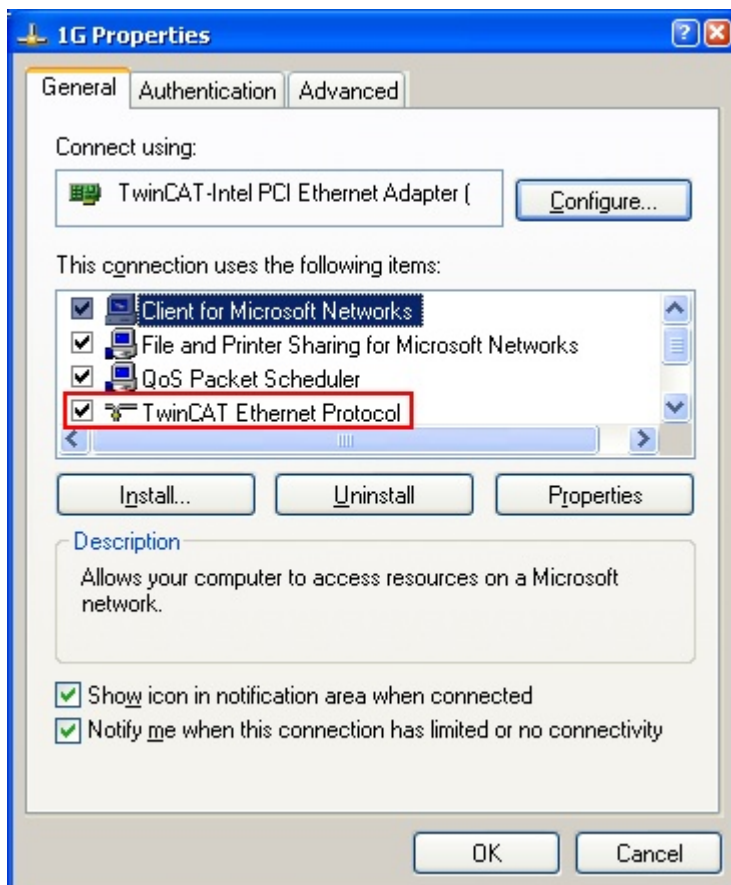 1G Properties
General Authentication Advanced
Connect using:
TwinCAT-Intel PCI Ethernet Adapter (
Configure...
This connection uses the following items:
Client for Microsoft Networks
File and Printer Sharing for Microsoft Networks
QoS Packet Scheduler
TwinCAT Ethernet Protocol
Install... Uninstall Properties
Description
Allows your computer to access resources on a Microsoft
network.
Show icon in notification area when connected
Notify me when this connection has limited or no connectivity
OK Cancel